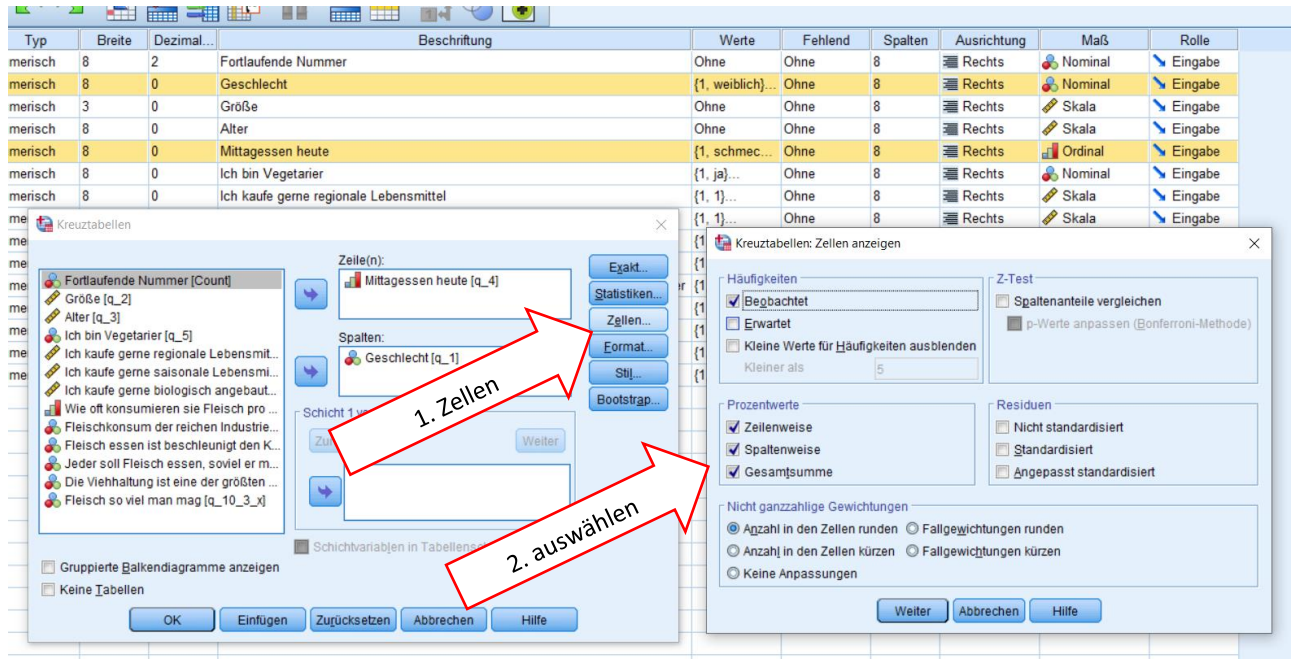 Typ Breite Dezimal... Beschriftung Werte Fehlend Spalten Ausrichtung Maß Rolle
merisch 8 2 Fortlaufende Nummer Ohne Ohne 8 Rechts Nominal Eingabe
merisch 8 0 Geschlecht {1, weiblich}... Ohne 8 Rechts Nominal Eingabe
merisch 3 0 Größe Ohne Ohne 8 Rechts Skala Eingabe
merisch 8 0 Alter Ohne Ohne 8 Rechts Skala Eingabe
merisch 8 0 Mittagessen heute {1, schmec... Ohne 8 Rechts Ordinal Eingabe
merisch 8 0 Ich bin Vegetarier {1, ja}... Ohne 8 Rechts Nominal Eingabe
merisch 8 0 Ich kaufe gerne regionale Lebensmittel {1, 1}... Ohne 8 Rechts Skala Eingabe
me {1, 1}... Ohne 8 Rechts Skala Eingabe
Kreuztabellen
Fortlaufende Nummer [Count]
Größe [q_2]
Alter [q_3]
Ich bin Vegetarier [q_5]
Ich kaufe gerne regionale Lebensmit...
Ich kaufe gerne saisonale Lebensmi...
Ich kaufe gerne biologisch angebaut...
Wie oft konsumieren sie Fleisch pro ...
Fleischkonsum der reichen Industrie...
Fleisch essen ist beschleunigt den K...
Jeder soll Fleisch essen, soviel er m...
Die Viehhaltung ist eine der größten ...
Fleisch so viel man mag [q_10_3_x]
Zeile(n):
Mittagessen heute [q_4]
Spalten:
Geschlecht [q_1]
Schicht 1 v
Weiter
Schichtvariablen in Tabellensc
Exakt...
Statistiken...
Zellen...
Format...
Stil...
Bootstrap...
Gruppierte Balkendiagramme anzeigen
Keine Tabellen
OK Einfügen Zurücksetzen Abbrechen Hilfe
1. Zellen
2. auswählen
Kreuztabellen: Zellen anzeigen
Häufigkeiten
Beobachtet
Erwartet
Kleine Werte für Häufigkeiten ausblenden
Kleiner als 5
Z-Test
Spaltenanteile vergleichen
p-Werte anpassen (Bonferroni-Methode)
Prozentwerte
Zeilenweise
Spaltenweise
Gesamtsumme
Residuen
Nicht standardisiert
Standardisiert
Angepasst standardisiert
Nicht ganzzahlige Gewichtungen
Anzahl in den Zellen runden Fallgewichtungen runden
Anzahl in den Zellen kürzen Fallgewichtungen kürzen
Keine Anpassungen
Weiter Abbrechen Hilfe